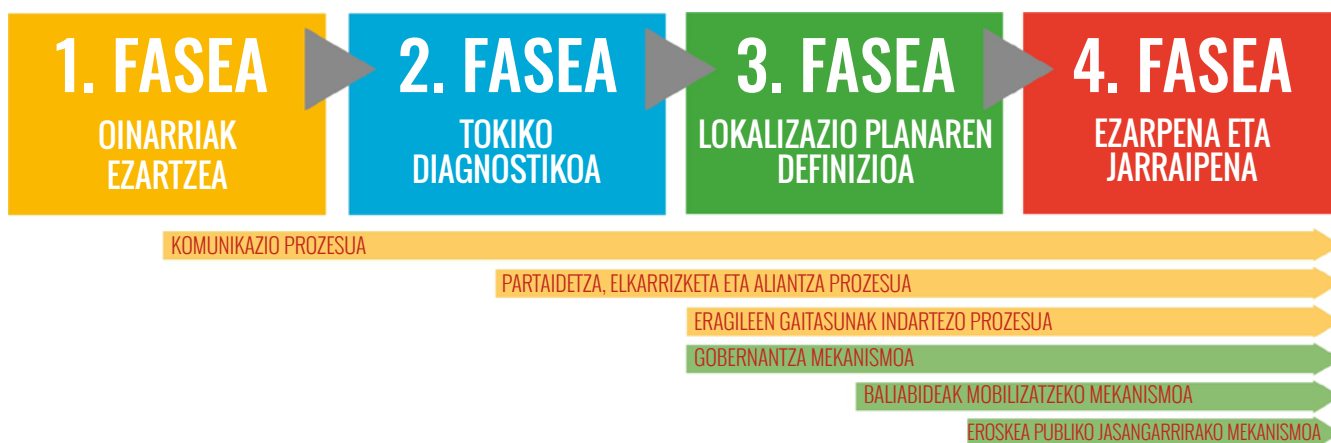 1. FASEA
OINARRIAK
EZARTZEA
2. FASEA
TOKIKO
DIAGNOSTIKOA
3. FASEA
LOKALIZAZIO PLANAREN
DEFINIZIOA
4. FASEA
EZARPENA ETA
JARRAIPENA
KOMUNIKAZIO PROZESUA
PARTAIDETZA, ELKARRIZKETA ETA ALIANTZA PROZESUA
ERAGILEEN GAITASUNAK INDARTEZO PROZESUA
GOBERNANTZA MEKANISMOA
BALIABIDEAK MOBILIZATZEKO MEKANISMOA
EROSKEA PUBLIKO JASANGARRIRAKO MEKANISMOA